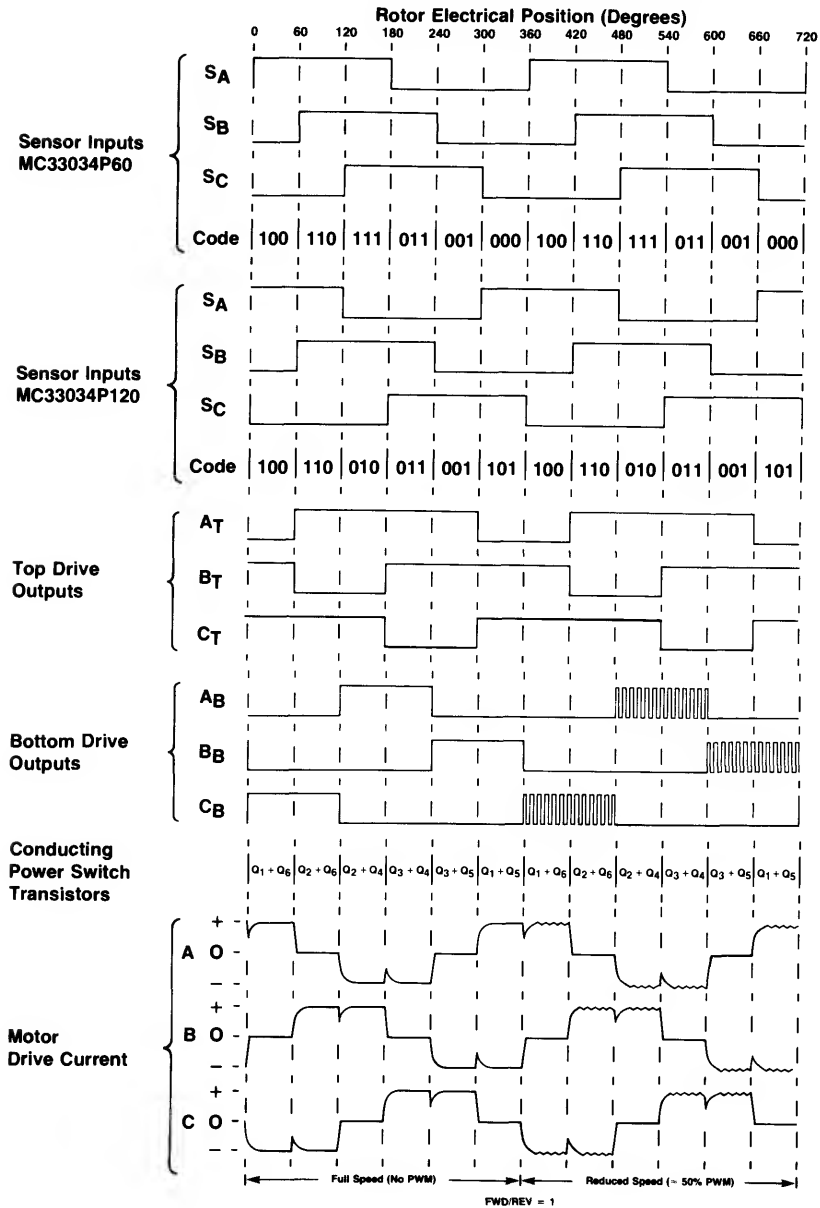 Rotor Electrical Position (Degrees)
0 60 120 180 240 300 360 420 480 540 600 660 720
Sensor Inputs
MC33034P60
SA
SB
SC
Code 100 110 111 011 001 000 100 110 111 011 001 000
Sensor Inputs
MC33034P120
SA
SB
SC
Code 100 110 010 011 001 101 100 110 010 011 001 101
Top Drive
Outputs
AT
BT
CT
Bottom Drive
Outputs
AB
BB
CB
Conducting
Power Switch
Transistors
Q1 + Q6 Q2 + Q6 Q2 + Q4 Q3 + Q4 Q3 + Q5 Q1 + Q5 Q1 + Q6 Q2 + Q6 Q2 + Q4 Q3 + Q4 Q3 + Q5 Q1 + Q5
Motor
Drive Current
+
A O
−
+
B O
−
+
C O
−
Full Speed (No PWM) Reduced Speed (≈ 50% PWM)
FWD/REV = 1